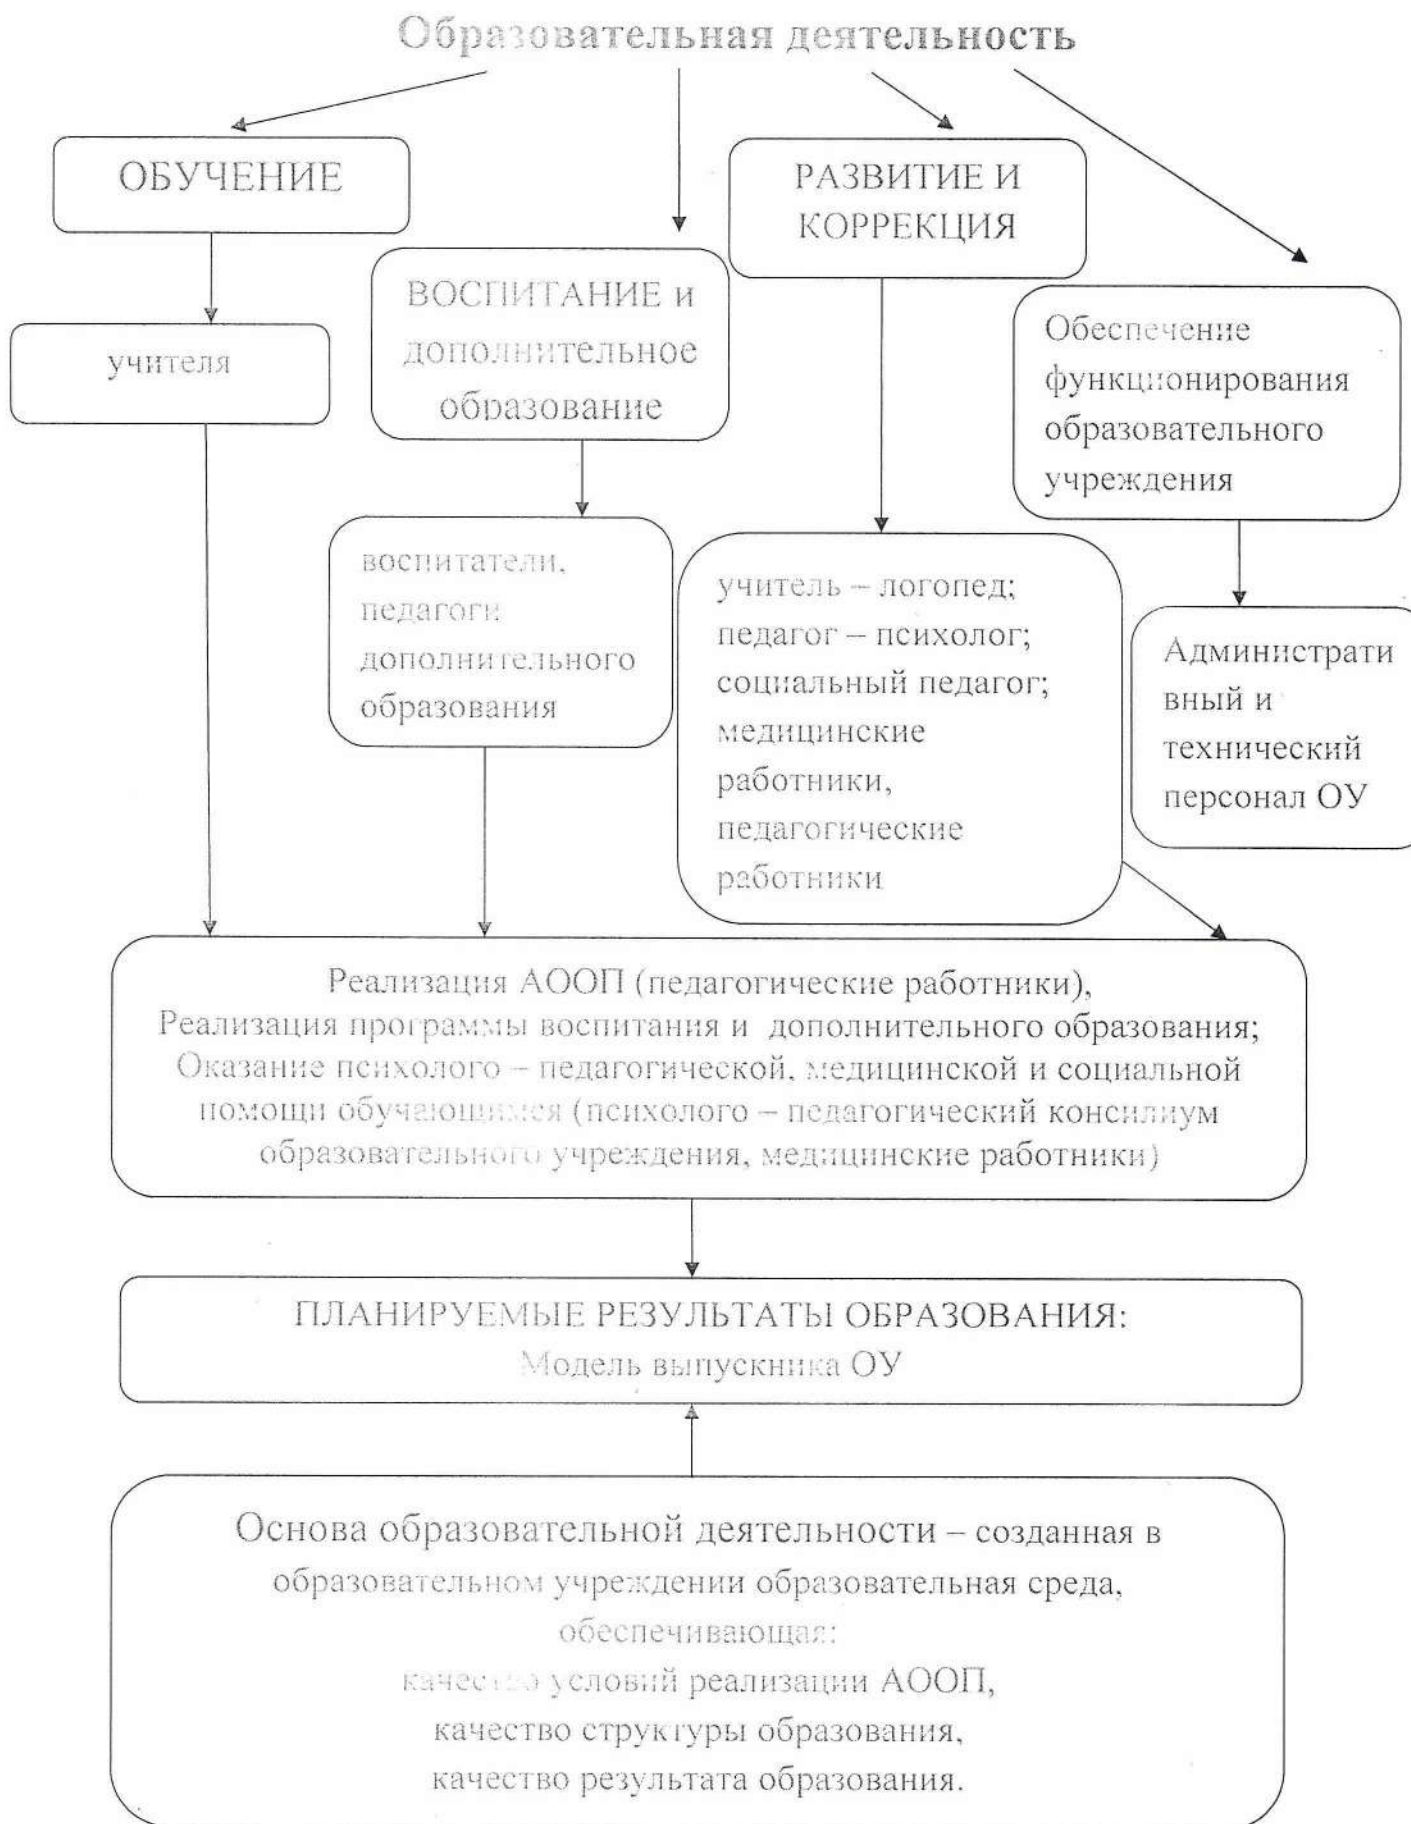 Образовательная деятельность
ОБУЧЕНИЕ
учителя
ВОСПИТАНИЕ и
дополнительное
образование
воспитатели,
педагоги
дополнительного
образования
РАЗВИТИЕ И
КОРРЕКЦИЯ
учитель – логопед;
педагог – психолог;
социальный педагог;
медицинские
работники,
педагогические
работники
Обеспечение
функционирования
образовательного
учреждения
Административ
ный и
технический
персонал ОУ
Реализация АООП (педагогические работники),
Реализация программы воспитания и дополнительного образования;
Оказание психолого – педагогической, медицинской и социальной
помощи обучающимся (психолого – педагогический консилиум
образовательного учреждения, медицинские работники)
ПЛАНИРУЕМЫЕ РЕЗУЛЬТАТЫ ОБРАЗОВАНИЯ:
Модель выпускника ОУ
Основа образовательной деятельности – созданная в
образовательном учреждении образовательная среда,
обеспечивающая:
качество условий реализации АООП,
качество структуры образования,
качество результата образования.